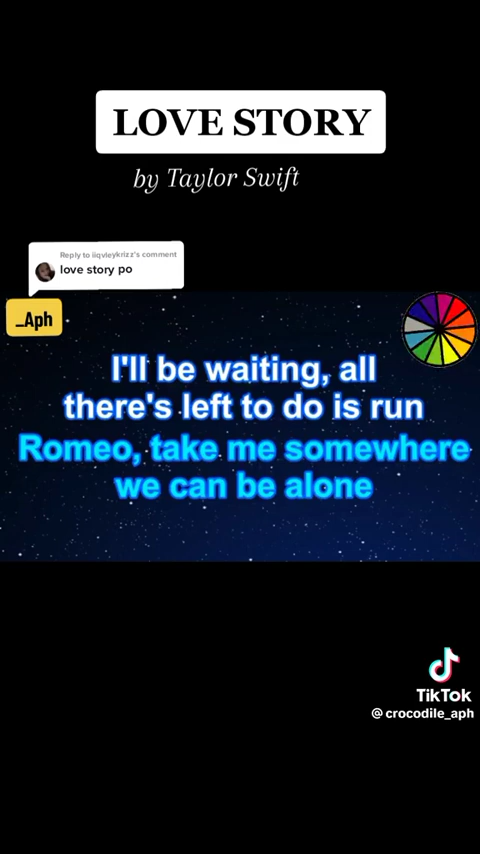 LOVE STORY
by Taylor Swift
Reply to iiqvieykrizz's comment
love story po
_Aph
I'll be waiting, all
there's left to do is run
Romeo, take me somewhere
we can be alone
TikTok
@crocodile_aph